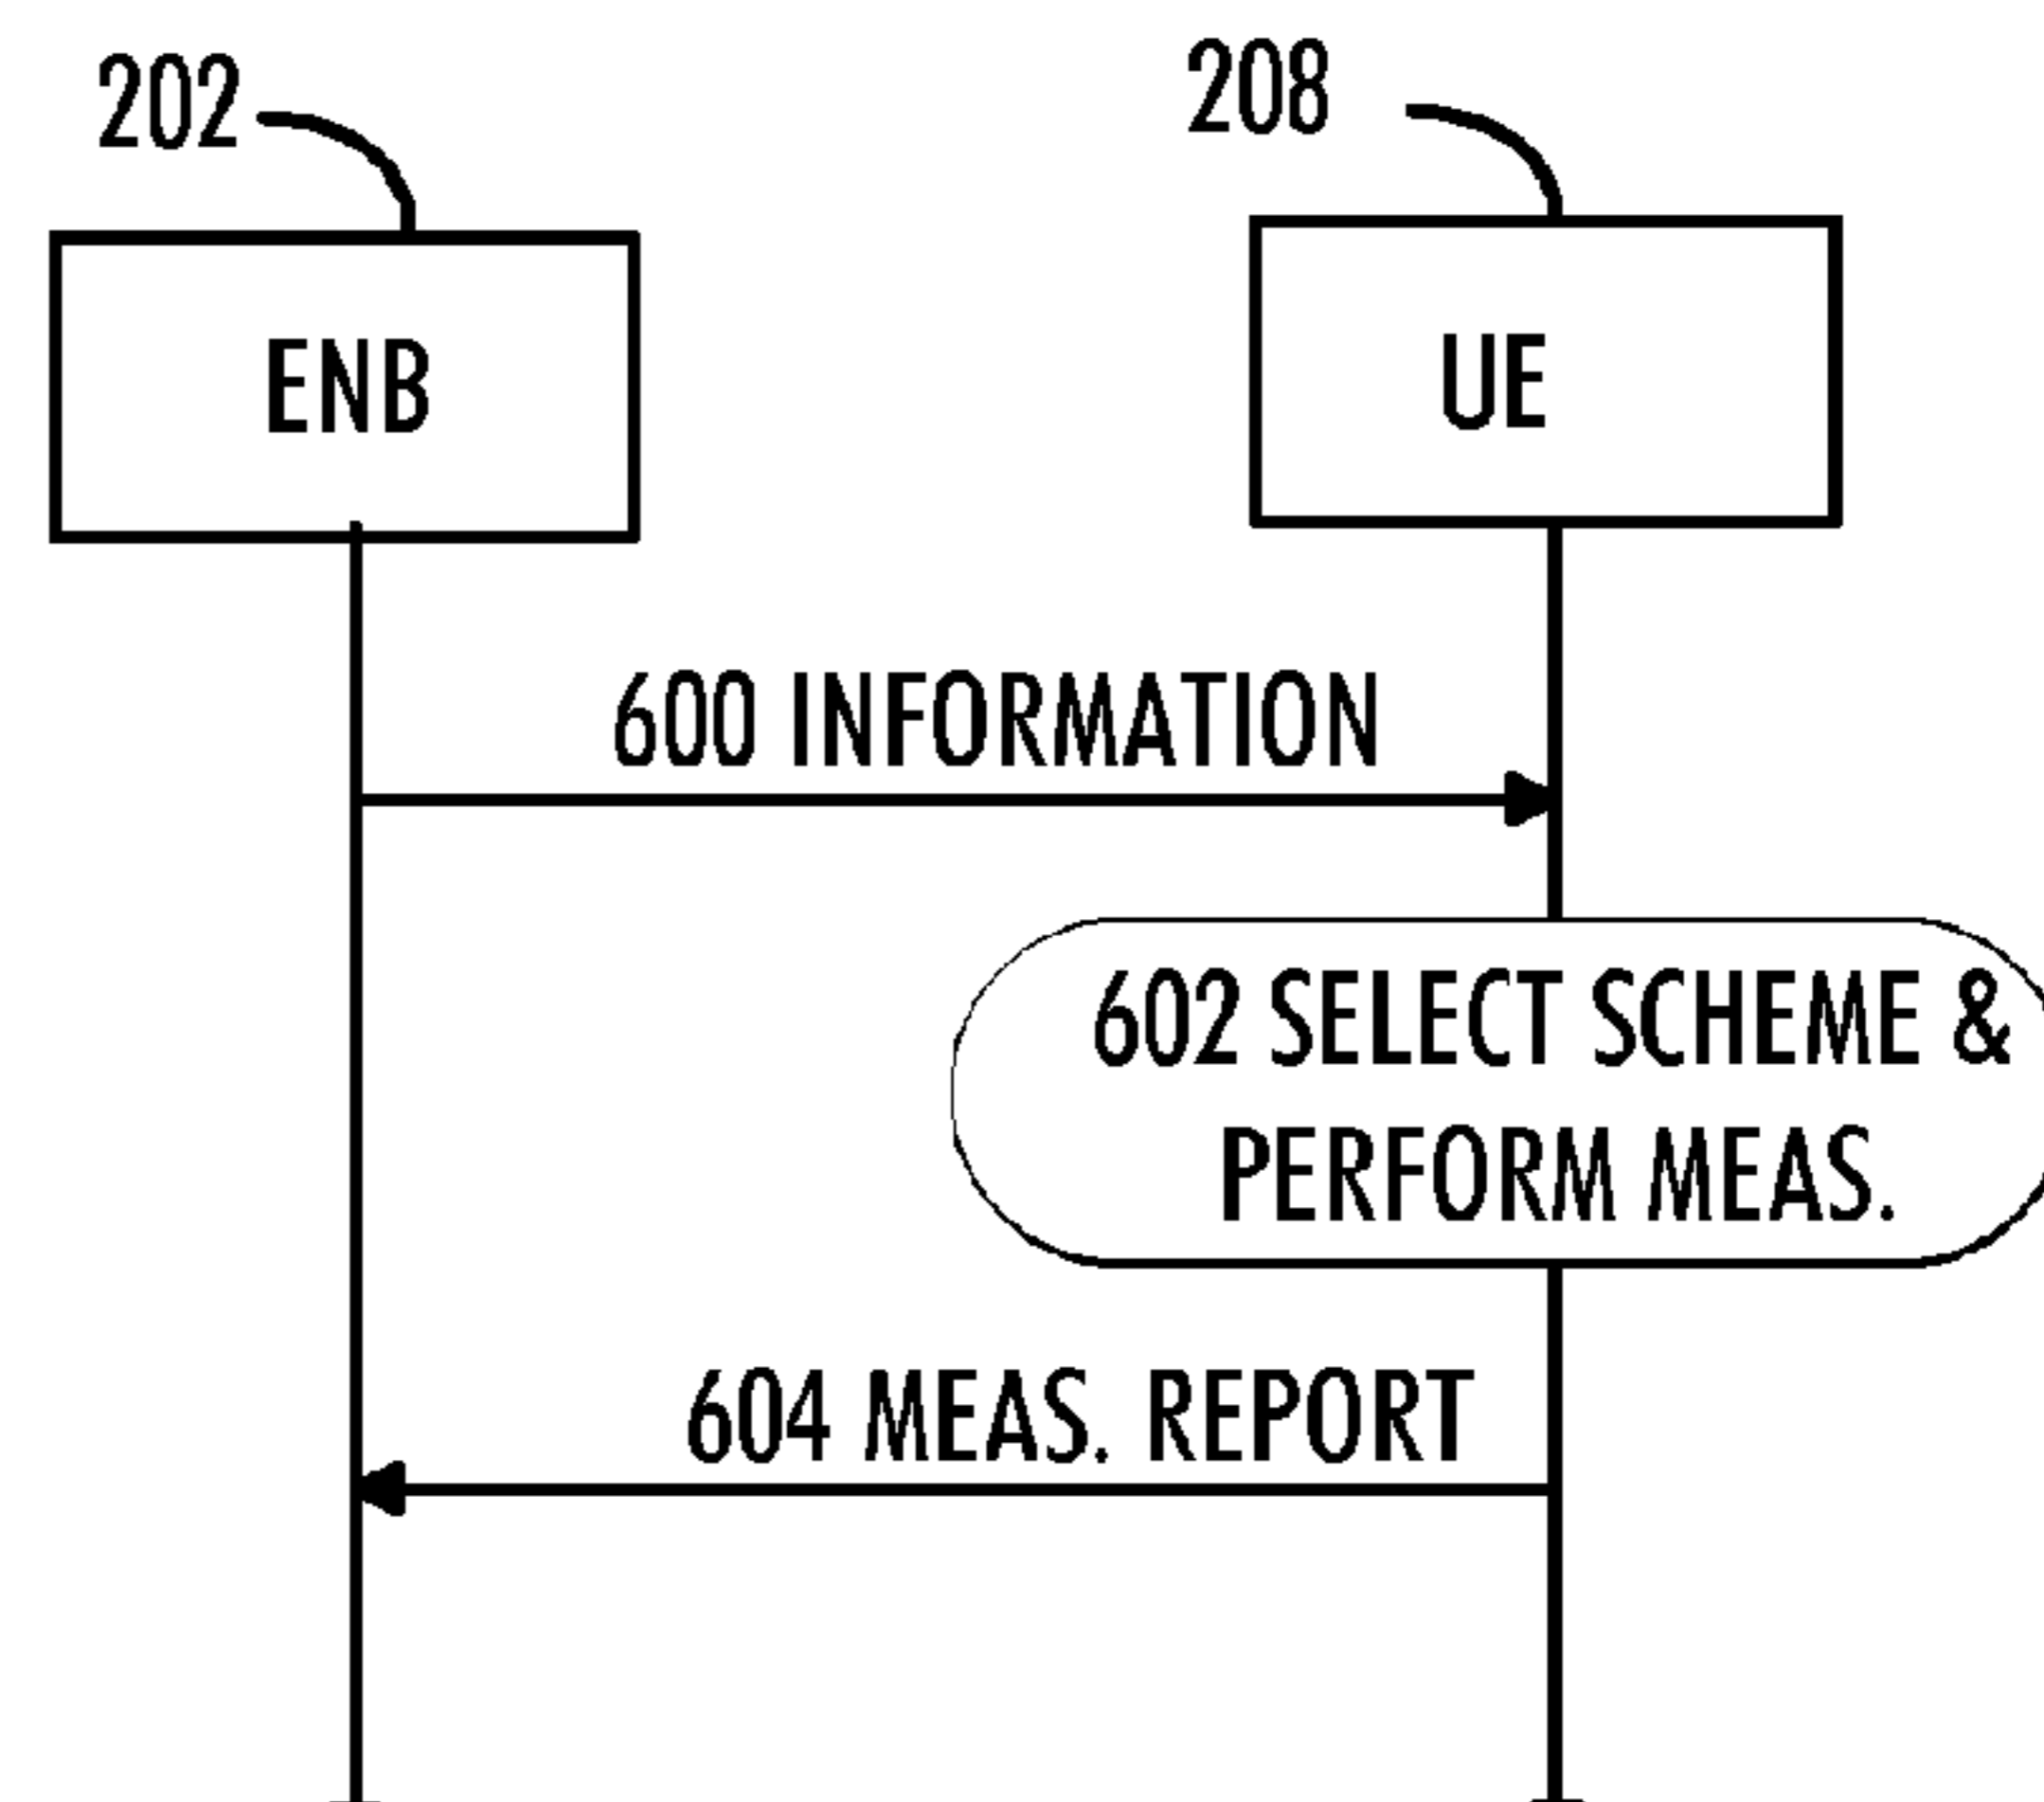 202
208
ENB
UE
600 INFORMATION
602 SELECT SCHEME &
PERFORM MEAS.
604 MEAS. REPORT